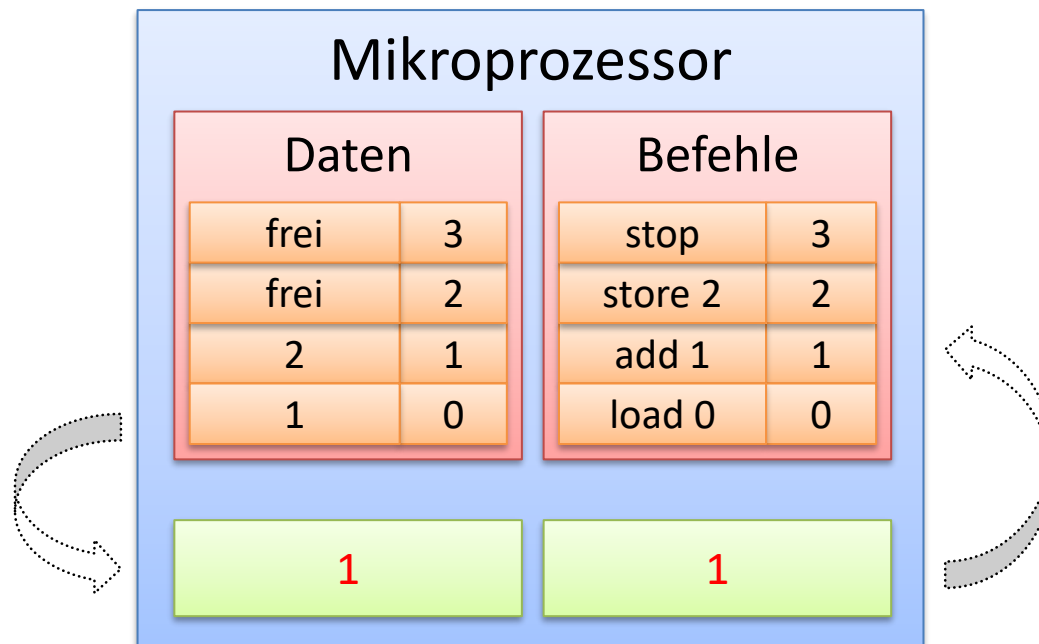 Mikroprozessor
Daten
frei 3
frei 2
2 1
1 0
Befehle
stop 3
store 2 2
add 1 1
load 0 0
1
1